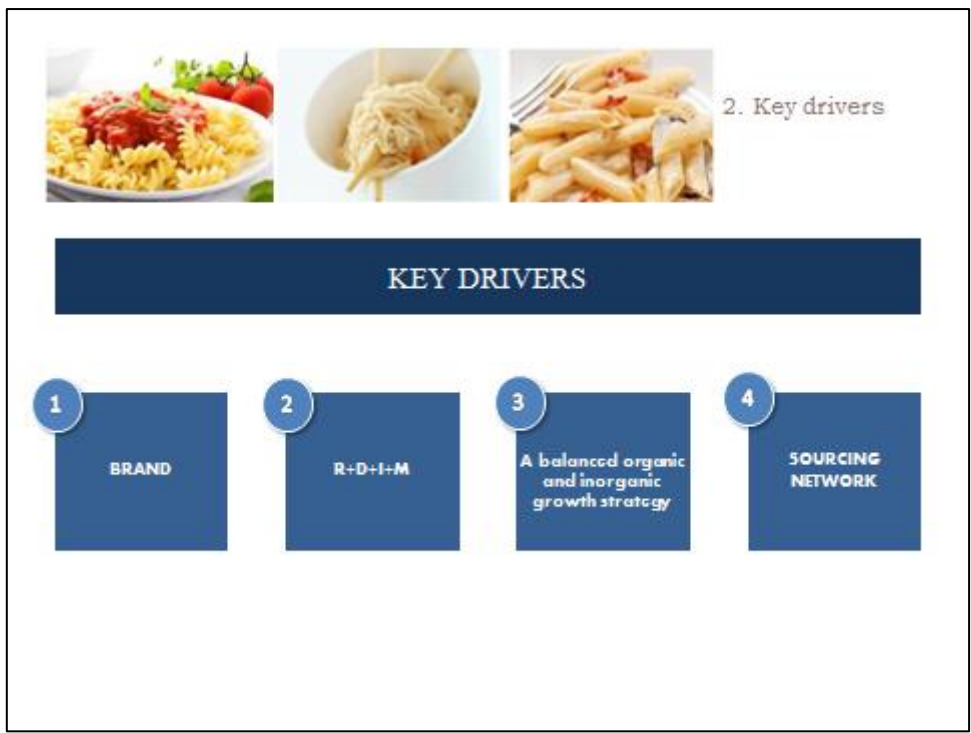 2. Key drivers
KEY DRIVERS
1
BRAND
2
R+D+I+M
3
A balanced organic
and inorganic
growth strategy
4
SOURCING
NETWORK